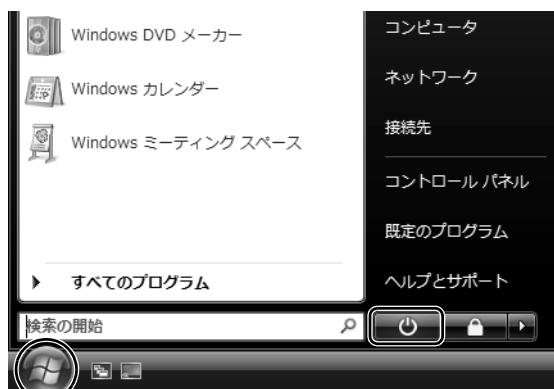 Windows DVD メーカー
Windows カレンダー
Windows ミーティング スペース
すべてのプログラム
検索の開始
コンピュータ
ネットワーク
接続先
コントロール パネル
既定のプログラム
ヘルプとサポート